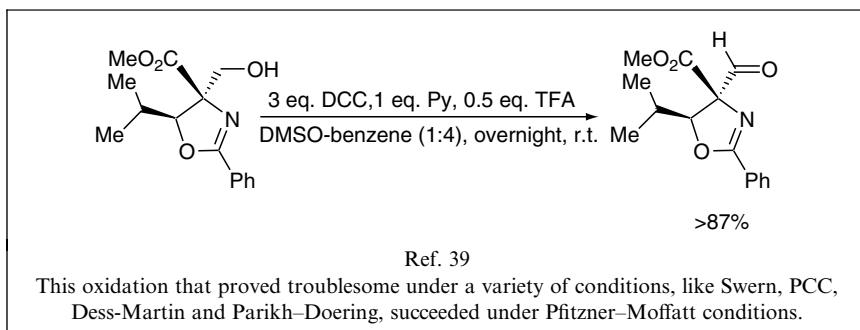 MeO₂C
Me
OH
Me
N
O
Ph
3 eq. DCC,1 eq. Py, 0.5 eq. TFA
DMSO-benzene (1:4), overnight, r.t.
H
MeO₂C
O
Me
Me
N
O
Ph
>87%
Ref. 39
This oxidation that proved troublesome under a variety of conditions, like Swern, PCC,
Dess-Martin and Parikh–Doering, succeeded under Pfitzner–Moffatt conditions.